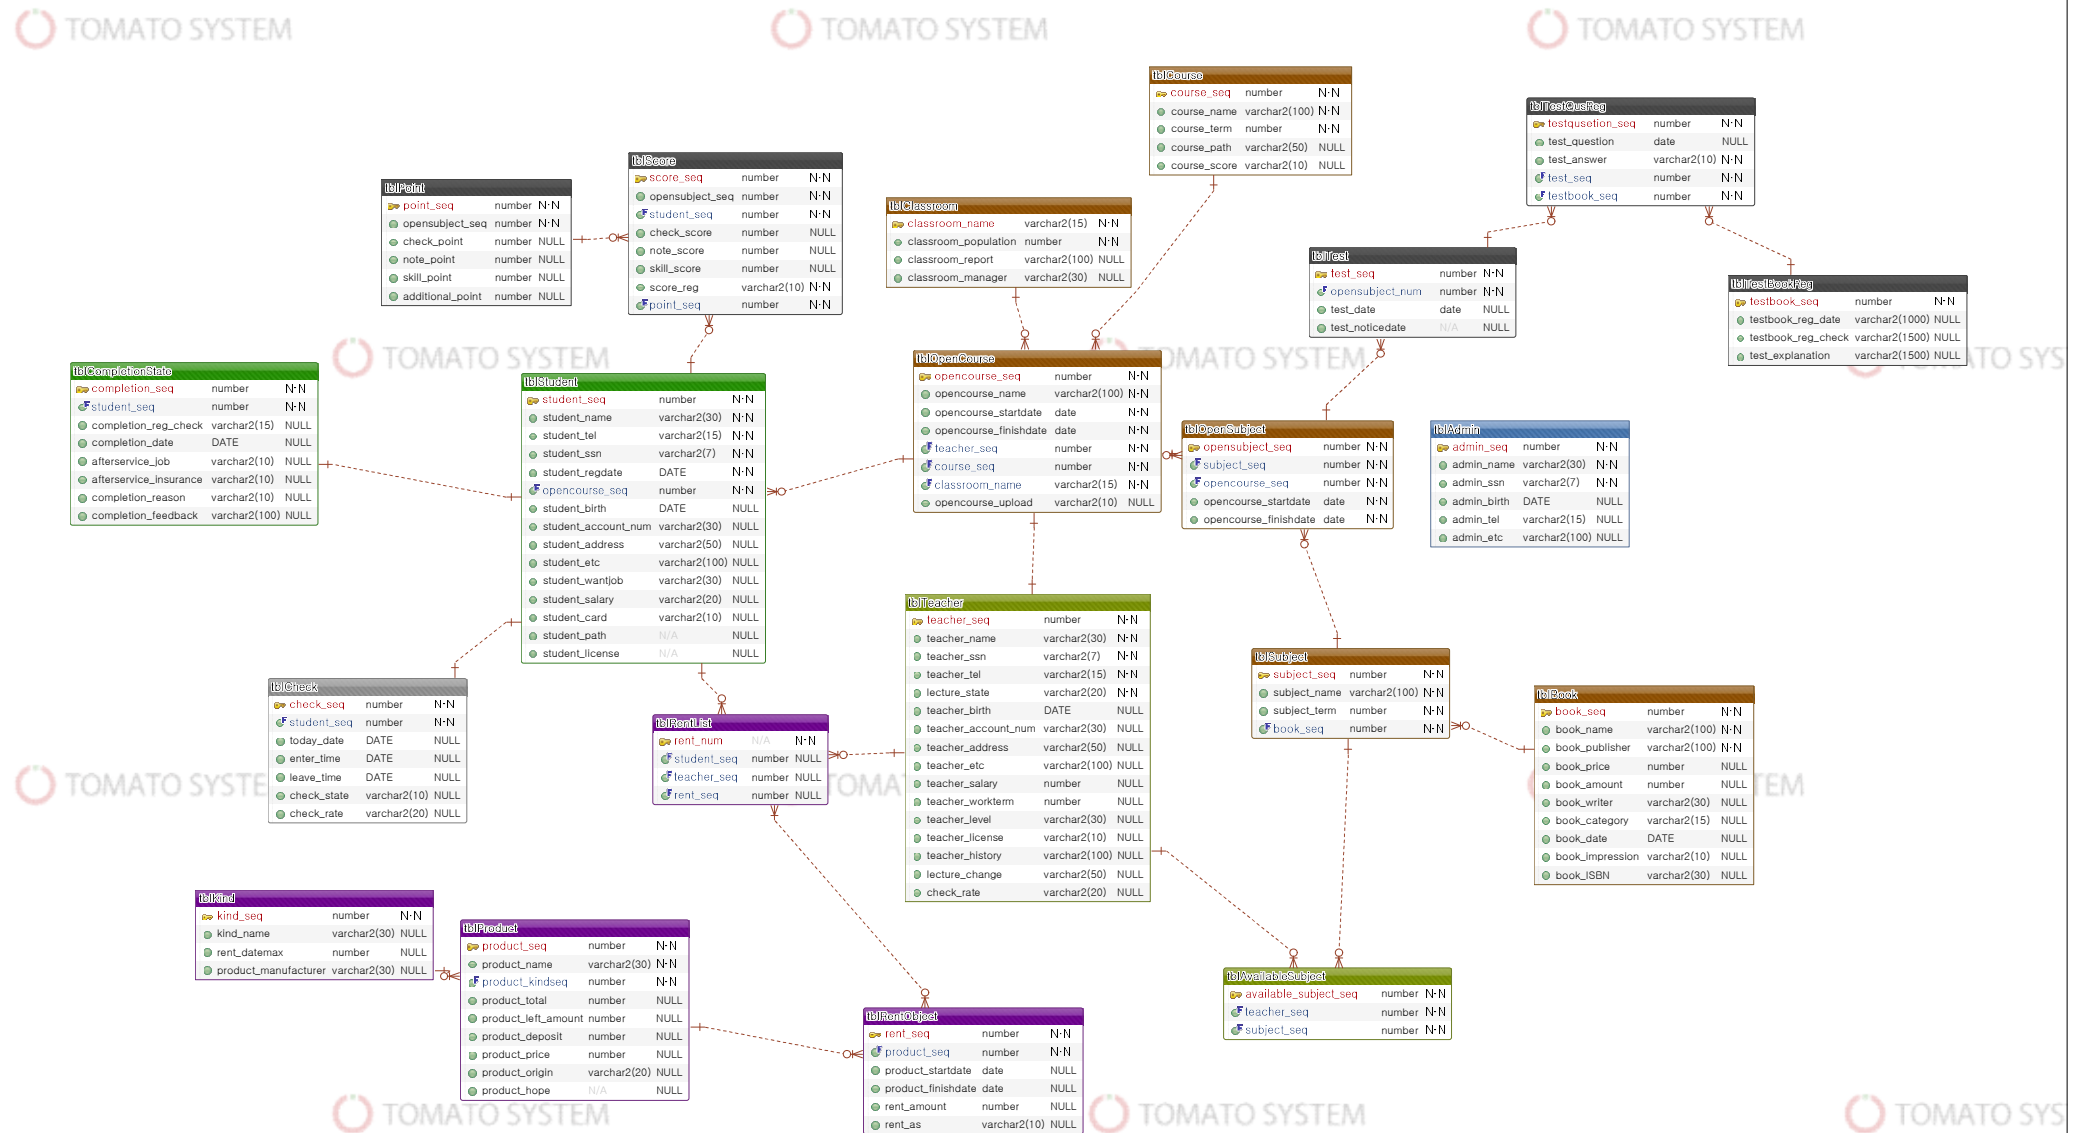 TOMATO SYSTEM
TOMATO SYSTEM
TOMATO SYSTEM
tblCourse
course_seq number N-N
course_name varchar2(100) N-N
course_term number N-N
course_path varchar2(50) NULL
course_score varchar2(10) NULL
tblTestQusReg
testqusetion_seq number N-N
test_question date NULL
test_answer varchar2(10) N-N
test_seq number N-N
testbook_seq number N-N
tblScore
score_seq number N-N
opensubject_seq number N-N
student_seq number N-N
check_score number NULL
note_score number NULL
skill_score number NULL
score_reg varchar2(10) N-N
point_seq number N-N
tblPoint
point_seq number N-N
opensubject_seq number N-N
check_point number NULL
note_point number NULL
skill_point number NULL
additional_point number NULL
tblClassroom
classroom_name varchar2(15) N-N
classroom_population number N-N
classroom_report varchar2(100) NULL
classroom_manager varchar2(30) NULL
tblTest
test_seq number N-N
opensubject_num number N-N
test_date date NULL
test_noticedate N/A NULL
tblTestBookReg
testbook_seq number N-N
testbook_reg_date varchar2(1000) NULL
testbook_reg_check varchar2(1500) NULL
test_explanation varchar2(1500) NULL
TOMATO SYSTEM
TOMATO SYSTEM
TOMATO SYS
tblCompletionState
completion_seq number N-N
student_seq number N-N
completion_reg_check varchar2(15) NULL
completion_date DATE NULL
afterservice_job varchar2(10) NULL
afterservice_insurance varchar2(10) NULL
completion_reason varchar2(10) NULL
completion_feedback varchar2(100) NULL
tblStudent
student_seq number N-N
student_name varchar2(30) N-N
student_tel varchar2(15) N-N
student_ssn varchar2(7) N-N
student_regdate DATE N-N
opencourse_seq number N-N
student_birth DATE NULL
student_account_num varchar2(30) NULL
student_address varchar2(50) NULL
student_etc varchar2(100) NULL
student_wantjob varchar2(30) NULL
student_salary varchar2(20) NULL
student_card varchar2(10) NULL
student_path N/A NULL
student_license N/A NULL
tblOpenCourse
opencourse_seq number N-N
opencourse_name varchar2(100) N-N
opencourse_startdate date N-N
opencourse_finishdate date N-N
teacher_seq number N-N
course_seq number N-N
classroom_name varchar2(15) N-N
opencourse_upload varchar2(10) NULL
tblOpenSubject
opensubject_seq number N-N
subject_seq number N-N
opencourse_seq number N-N
opencourse_startdate date N-N
opencourse_finishdate date N-N
tblAdmin
admin_seq number N-N
admin_name varchar2(30) N-N
admin_ssn varchar2(7) N-N
admin_birth DATE NULL
admin_tel varchar2(15) NULL
admin_etc varchar2(100) NULL
tblTeacher
teacher_seq number N-N
teacher_name varchar2(30) N-N
teacher_ssn varchar2(7) N-N
teacher_tel varchar2(15) N-N
lecture_state varchar2(20) N-N
teacher_birth DATE NULL
teacher_account_num varchar2(30) NULL
teacher_address varchar2(50) NULL
teacher_etc varchar2(100) NULL
teacher_salary number NULL
teacher_workterm number NULL
teacher_level varchar2(30) NULL
teacher_license varchar2(10) NULL
teacher_history varchar2(100) NULL
lecture_change varchar2(50) NULL
check_rate varchar2(20) NULL
tblSubject
subject_seq number N-N
subject_name varchar2(100) N-N
subject_term number N-N
book_seq number N-N
tblBook
book_seq number N-N
book_name varchar2(100) N-N
book_publisher varchar2(100) N-N
book_price number NULL
book_amount number NULL
book_writer varchar2(30) NULL
book_category varchar2(15) NULL
book_date DATE NULL
book_impression varchar2(10) NULL
book_ISBN varchar2(30) NULL
tblCheck
check_seq number N-N
student_seq number N-N
today_date DATE NULL
enter_time DATE NULL
leave_time DATE NULL
check_state varchar2(10) NULL
check_rate varchar2(20) NULL
tblRentList
rent_num N/A N-N
student_seq number NULL
teacher_seq number NULL
rent_seq number NULL
TOMATO SYSTE
TOMA
EM
tblKind
kind_seq number N-N
kind_name varchar2(30) NULL
rent_datemax number NULL
product_manufacturer varchar2(30) NULL
tblProduct
product_seq number N-N
product_name varchar2(30) N-N
product_kindseq number N-N
product_total number NULL
product_left_amount number NULL
product_deposit number NULL
product_price number NULL
product_origin varchar2(20) NULL
product_hope N/A NULL
tblRentObject
rent_seq number N-N
product_seq number N-N
product_startdate date NULL
product_finishdate date NULL
rent_amount number NULL
rent_as varchar2(10) NULL
tblAvailableSubject
available_subject_seq number N-N
teacher_seq number N-N
subject_seq number N-N
TOMATO SYSTEM
TOMATO SYSTEM
TOMATO SYS